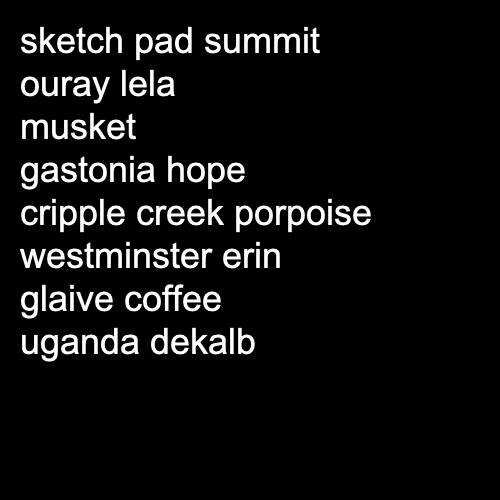 sketch pad summit
ouray lela
musket
gastonia hope
cripple creek porpoise
westminster erin
glaive coffee
uganda dekalb